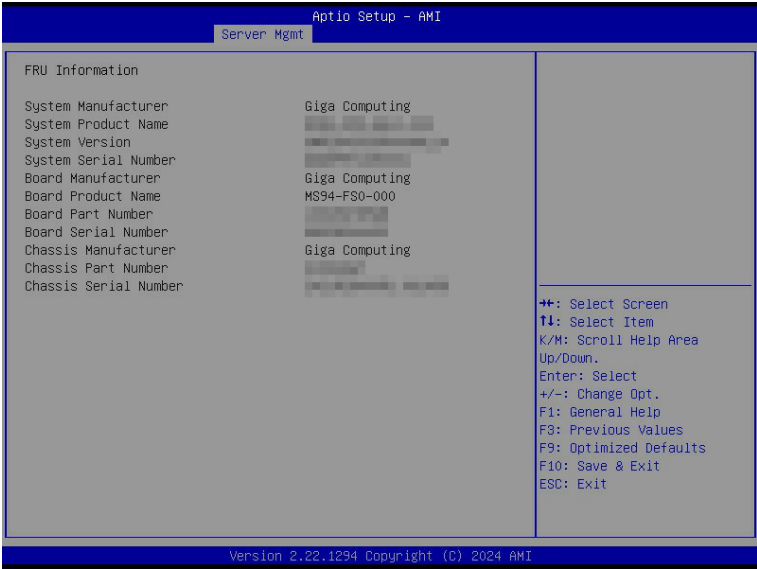 Aptio Setup – AMI
Server Mgmt
FRU Information
System Manufacturer Giga Computing
System Product Name
System Version
System Serial Number
Board Manufacturer Giga Computing
Board Product Name MS94-FS0-000
Board Part Number
Board Serial Number
Chassis Manufacturer Giga Computing
Chassis Part Number
Chassis Serial Number
→←: Select Screen
↑↓: Select Item
K/M: Scroll Help Area
Up/Down.
Enter: Select
+/-: Change Opt.
F1: General Help
F3: Previous Values
F9: Optimized Defaults
F10: Save & Exit
ESC: Exit
Version 2.22.1294 Copyright (C) 2024 AMI